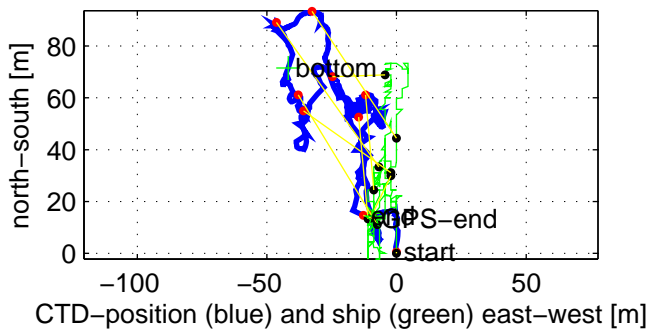 80
60
40
20
0
north−south [m]
bottom
end
GPS−end
start
−100
−50
0
50
CTD−position (blue) and ship (green) east−west [m]